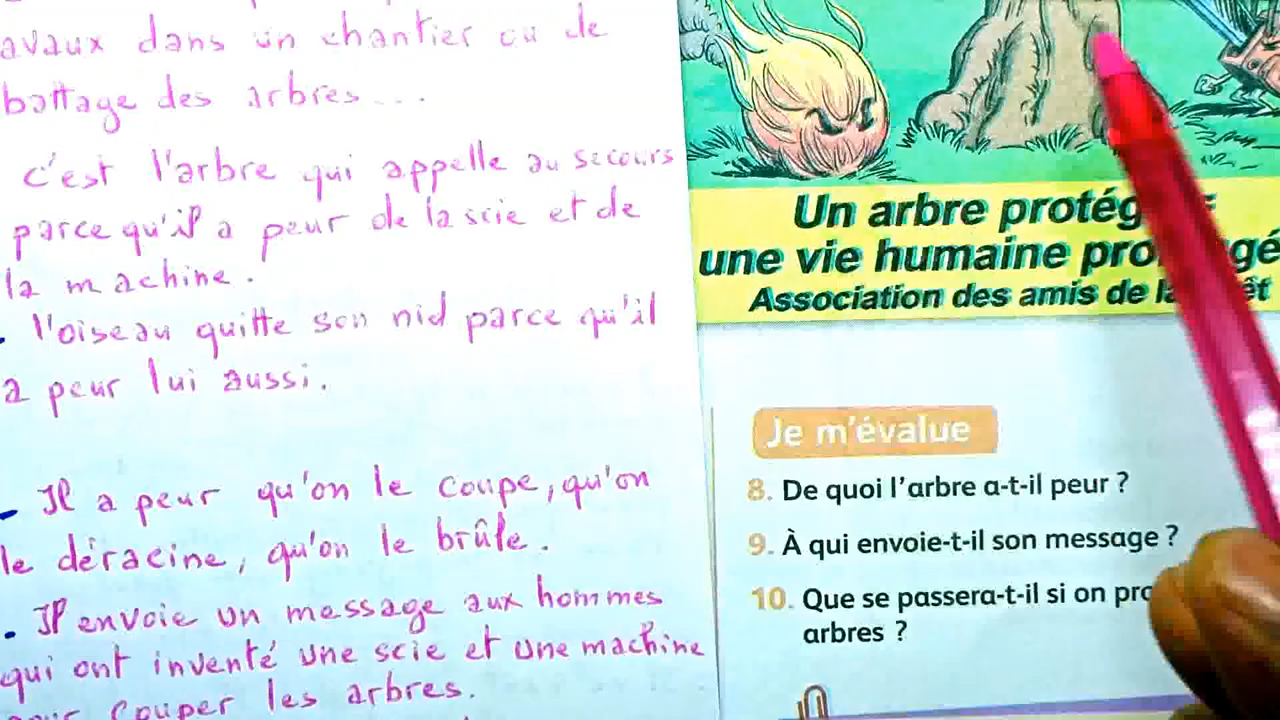 avaux dans un chantier ou de
battage des arbres...
c'est l'arbre qui appelle au secours
parce qu'il a peur de la scie et de
la machine.
. l'oiseau quitte son nid parce qu'il
a peur lui aussi.
- Il a peur qu'on le coupe, qu'on
le déracine, qu'on le brûle.
. Il envoie un message aux hommes
qui ont inventé une scie et une machine
couper les arbres.
Un arbre protég
une vie humaine pro gé
Association des amis de la êt
Je m'évalue
8. De quoi l'arbre a-t-il peur ?
9. À qui envoie-t-il son message ?
10. Que se passera-t-il si on pro
arbres ?